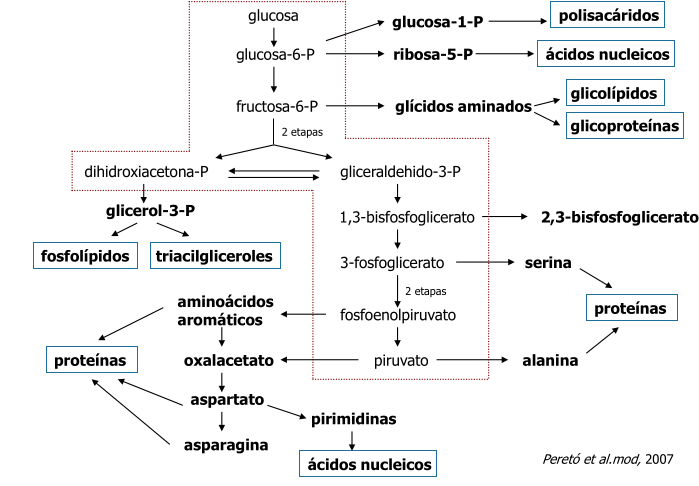 glucosa
glucosa-1-P
polisacáridos
glucosa-6-P
ribosa-5-P
ácidos nucleicos
fructosa-6-P
glícidos aminados
glicolípidos
glicoproteínas
2 etapas
dihidroxiacetona-P
gliceraldehido-3-P
glicerol-3-P
1,3-bisfosfoglicerato
2,3-bisfosfoglicerato
fosfolípidos
triacilgliceroles
3-fosfoglicerato
serina
2 etapas
aminoácidos
aromáticos
fosfoenolpiruvato
proteínas
proteínas
oxalacetato
piruvato
alanina
aspartato
pirimidinas
asparagina
ácidos nucleicos
Peretó et al.mod, 2007